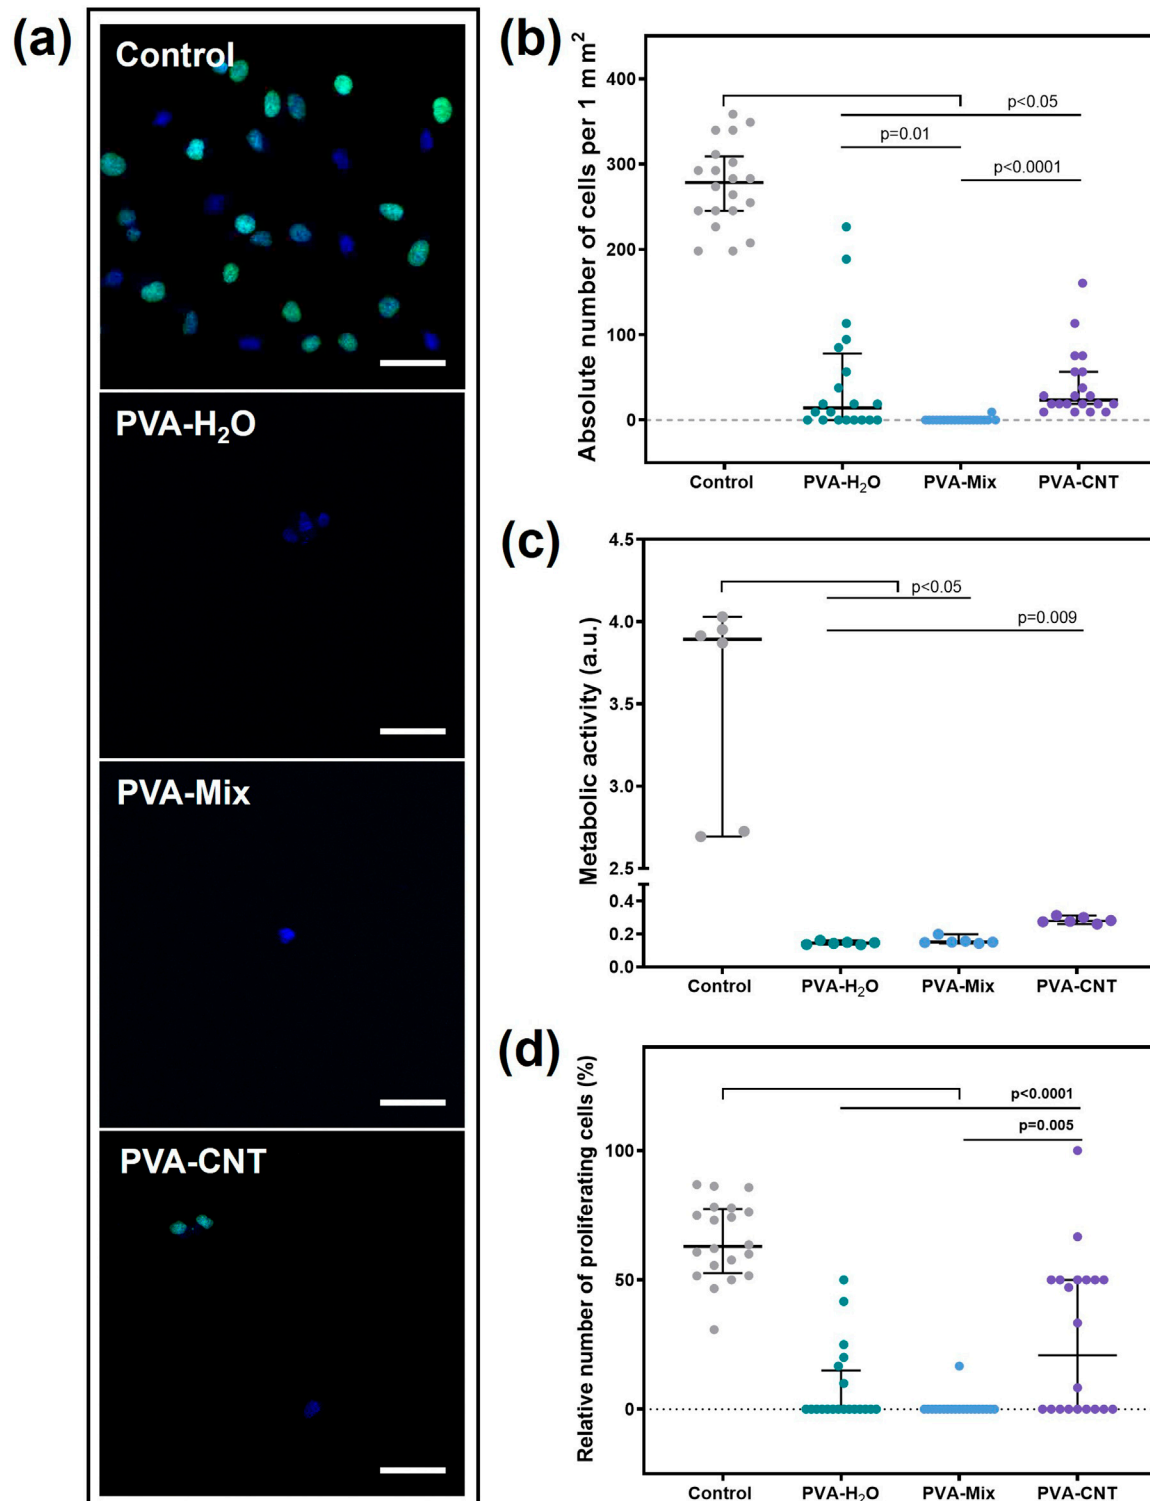 (a)
Control
PVA-H₂O
PVA-Mix
PVA-CNT
(b)
Absolute number of cells per 1 mm²
400
300
200
100
0
p<0.05
p=0.01
p<0.0001
Control PVA-H₂O PVA-Mix PVA-CNT
(c)
Metabolic activity (a.u.)
4.5
4.0
3.5
3.0
2.5
0.4
0.2
0.0
p<0.05
p=0.009
Control PVA-H₂O PVA-Mix PVA-CNT
(d)
Relative number of proliferating cells (%)
100
50
0
p<0.0001
p=0.005
Control PVA-H₂O PVA-Mix PVA-CNT